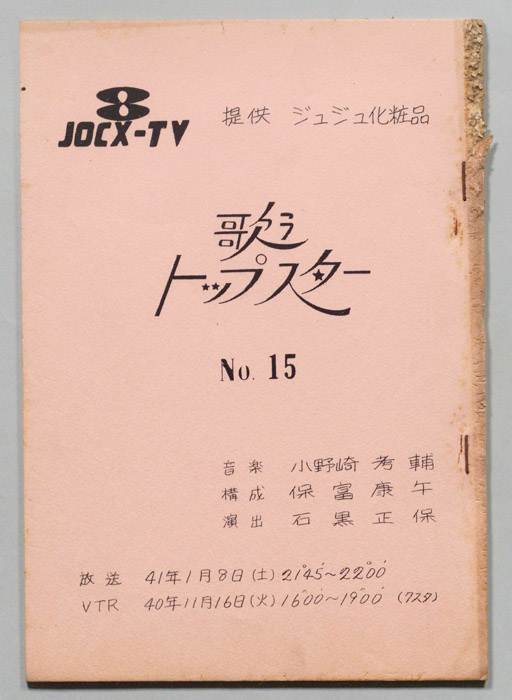 8
JOCX-TV
提供 ジュジュ化粧品
歌う
トップスター
No. 15
音楽 小野崎孝輔
構成 保富康午
演出 石黒正保
放送 41年1月8日(土) 21°45′~22°00′
VTR 40年11月16日(火) 16°00′~19°00′ (7スタ)